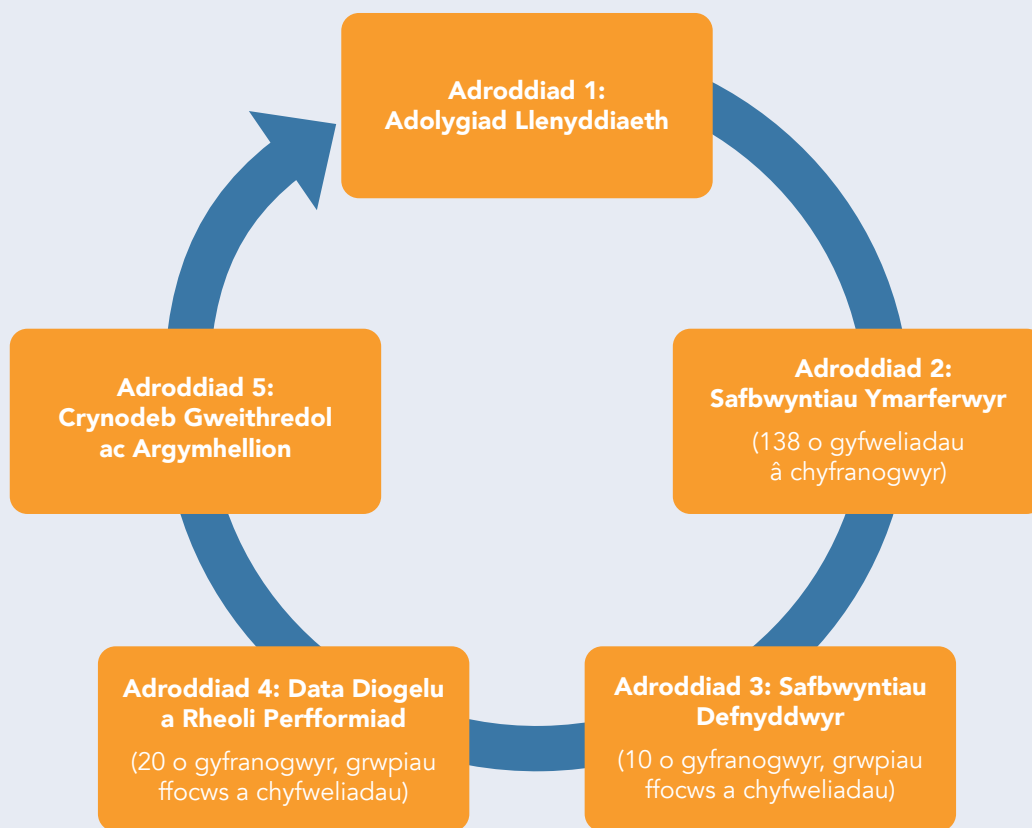 Adroddiad 1:
Adolygiad Llenyddiaeth
Adroddiad 2:
Safbwyntiau Ymarferwyr
(138 o gyfweliadau
â chyfranogwyr)
Adroddiad 3: Safbwyntiau
Defnyddwyr
(10 o gyfranogwyr, grwpiau
ffocws a chyfweliadau)
Adroddiad 4: Data Diogelu
a Rheoli Perfformiad
(20 o gyfranogwyr, grwpiau
ffocws a chyfweliadau)
Adroddiad 5:
Crynodeb Gweithredol
ac Argymhellion